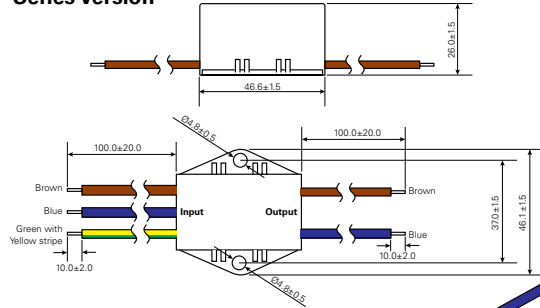 Series version
26.0±1.5
46.6±1.5
Ø4.8±0.5
100.0±20.0
100.0±20.0
Brown
Blue
Green with
Yellow stripe
Input
Output
Brown
Blue
37.0±1.5
46.1±1.5
10.0±2.0
10.0±2.0
Ø4.8±0.5